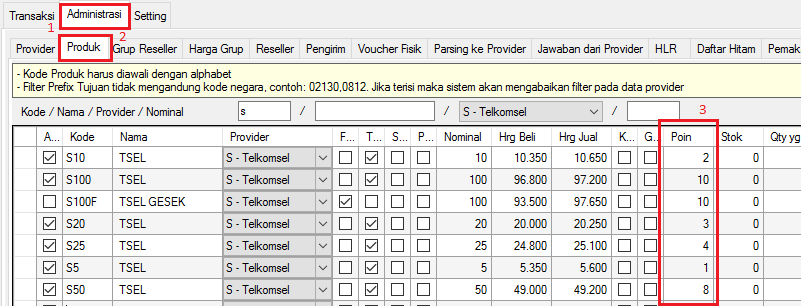 Transaksi Administrasi Setting
1 2
Provider Produk Grup Reseller Harga Grup Reseller Pengirim Voucher Fisik Parsing ke Provider Jawaban dari Provider HLR Daftar Hitam Pemak
- Kode Produk harus diawali dengan alphabet
- Filter Prefix Tujuan tidak mengandung kode negara, contoh: 02130,0812. Jika terisi maka sistem akan mengabaikan filter pada data provider
Kode / Nama / Provider / Nominal s / / S - Telkomsel / 3
A... Kode Nama Provider F... T... S... P... Nominal Hrg Beli Hrg Jual K... G... Poin Stok Qty yg
S10 TSEL S - Telkomsel 10 10.350 10.650 2 0
S100 TSEL S - Telkomsel 100 96.800 97.200 10 0
S100F TSEL GESEK S - Telkomsel 100 93.500 97.650 10 0
S20 TSEL S - Telkomsel 20 20.000 20.250 3 0
S25 TSEL S - Telkomsel 25 24.800 25.100 4 0
S5 TSEL S - Telkomsel 5 5.350 5.600 1 0
S50 TSEL S - Telkomsel 50 49.000 49.200 8 0